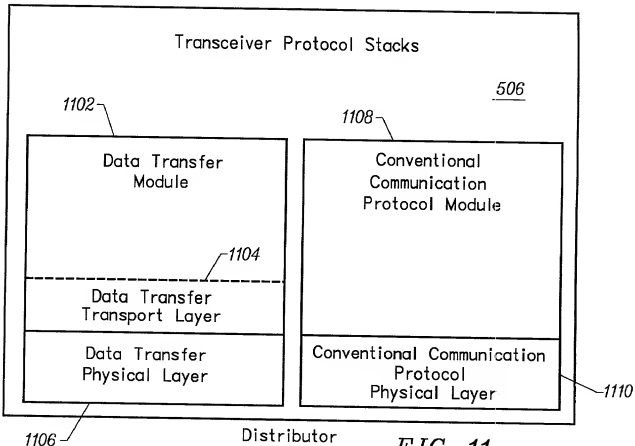 Transceiver Protocol Stacks
506
1102
1108
Data Transfer
Module
Conventional
Communication
Protocol Module
1104
Data Transfer
Transport Layer
Data Transfer
Physical Layer
Conventional Communication
Protocol
Physical Layer
1110
1106
Distributor
FIG. 11